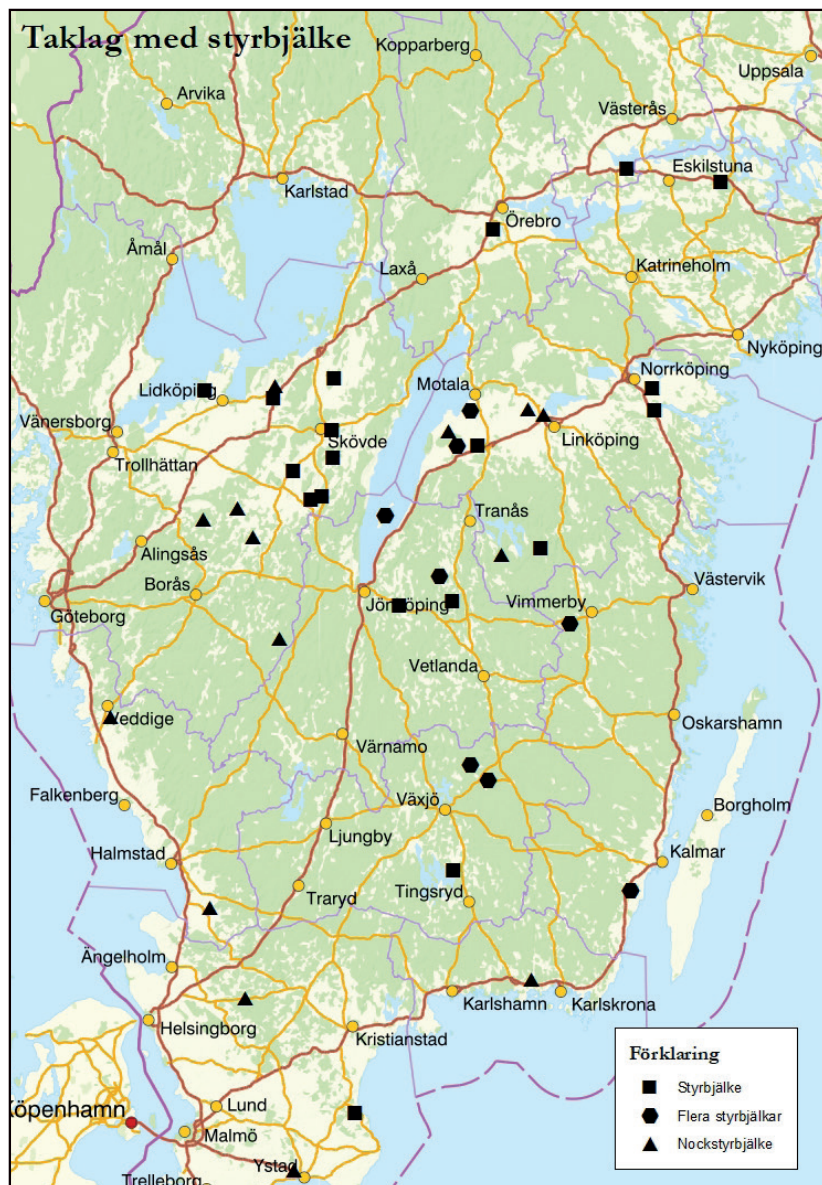 Taklag med styrbjälke
Kopparberg
Uppsala
Arvika
Västerås
Eskilstuna
Karlstad
Örebro
Åmål
Laxå
Katrineholm
Nyköping
Norrköping
Lidköping
Motala
Vänersborg
Skövde
Linköping
Trollhättan
Tranås
Alingsås
Borås
Jönköping
Västervik
Göteborg
Vimmerby
Vetlanda
Veddige
Oskarshamn
Värnamo
Falkenberg
Växjö
Borgholm
Ljungby
Halmstad
Kalmar
Traryd
Tingsryd
Ängelholm
Karlshamn
Karlskrona
Helsingborg
Kristianstad
Förklaring
Styrbjälke
Flera styrbjälkar
Nockstyrbjälke
Lund
Köpenhamn
Malmö
Ystad
Trelleborg